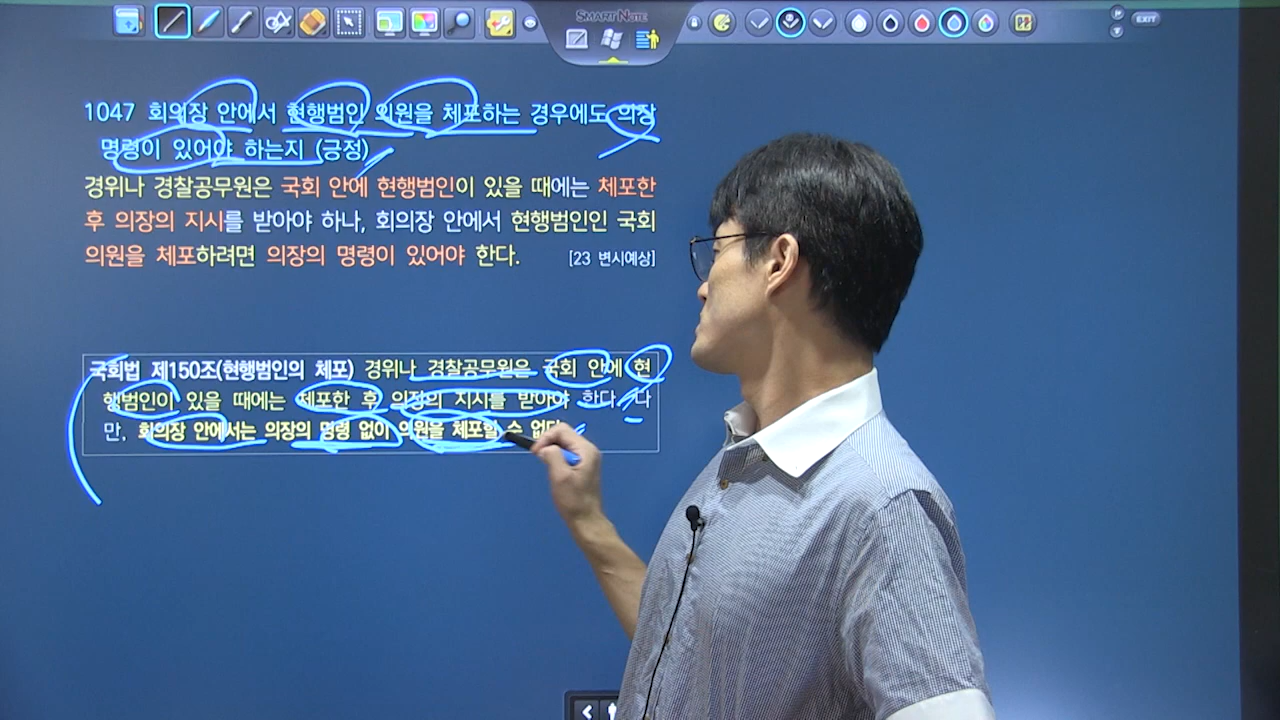 SMARTNOTE
EXIT
1047 회의장 안에서 현행범인 의원을 체포하는 경우에도 의장
명령이 있어야 하는지 (긍정)
경위나 경찰공무원은 국회 안에 현행범인이 있을 때에는 체포한
후 의장의 지시를 받아야 하나, 회의장 안에서 현행범인인 국회
의원을 체포하려면 의장의 명령이 있어야 한다. [23 변시예상]
국회법 제150조(현행범인의 체포) 경위나 경찰공무원은 국회 안에 현
행범인이 있을 때에는 체포한 후 의장의 지시를 받아야 한다. 다
만, 회의장 안에서는 의장의 명령 없이 의원을 체포할 수 없다.